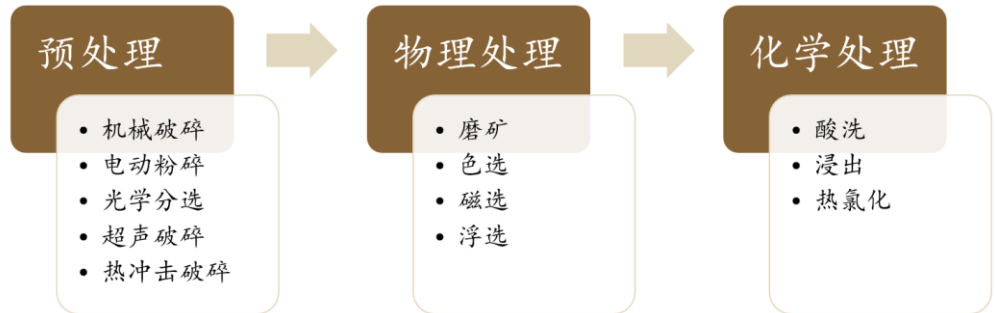 预处理
• 机械破碎
• 电动粉碎
• 光学分选
• 超声破碎
• 热冲击破碎
物理处理
• 磨矿
• 色选
• 磁选
• 浮选
化学处理
• 酸洗
• 浸出
• 热氯化